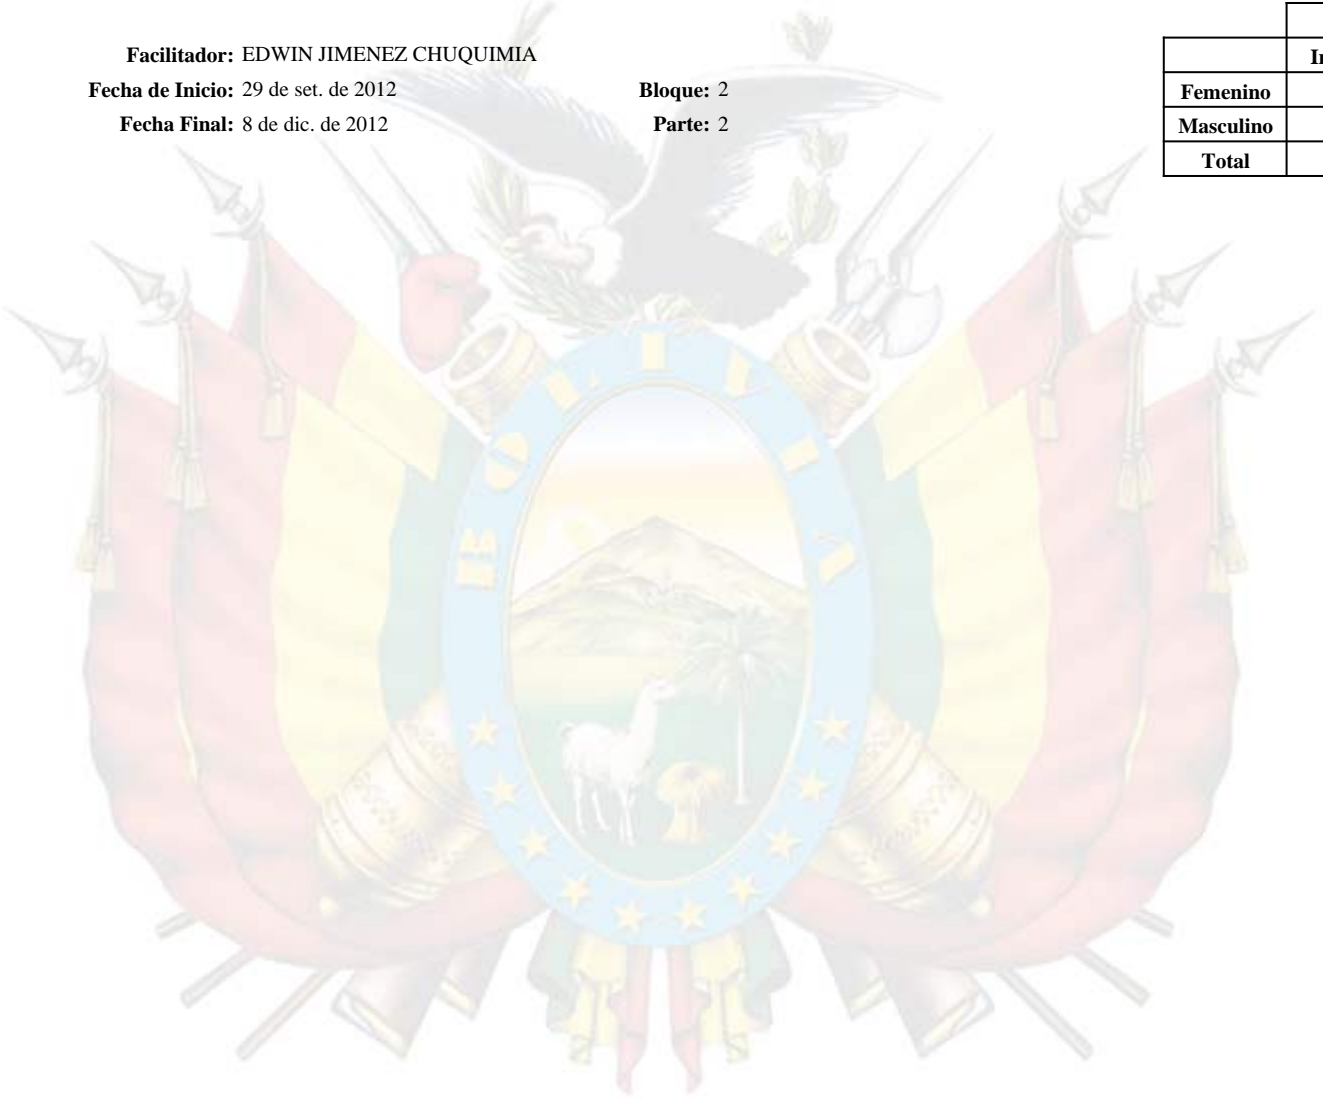 Facilitador: EDWIN JIMENEZ CHUQUIMIA
Fecha de Inicio: 29 de set. de 2012 Bloque: 2
Fecha Final: 8 de dic. de 2012 Parte: 2
Femenino
Masculino
Total
BOLIVIA